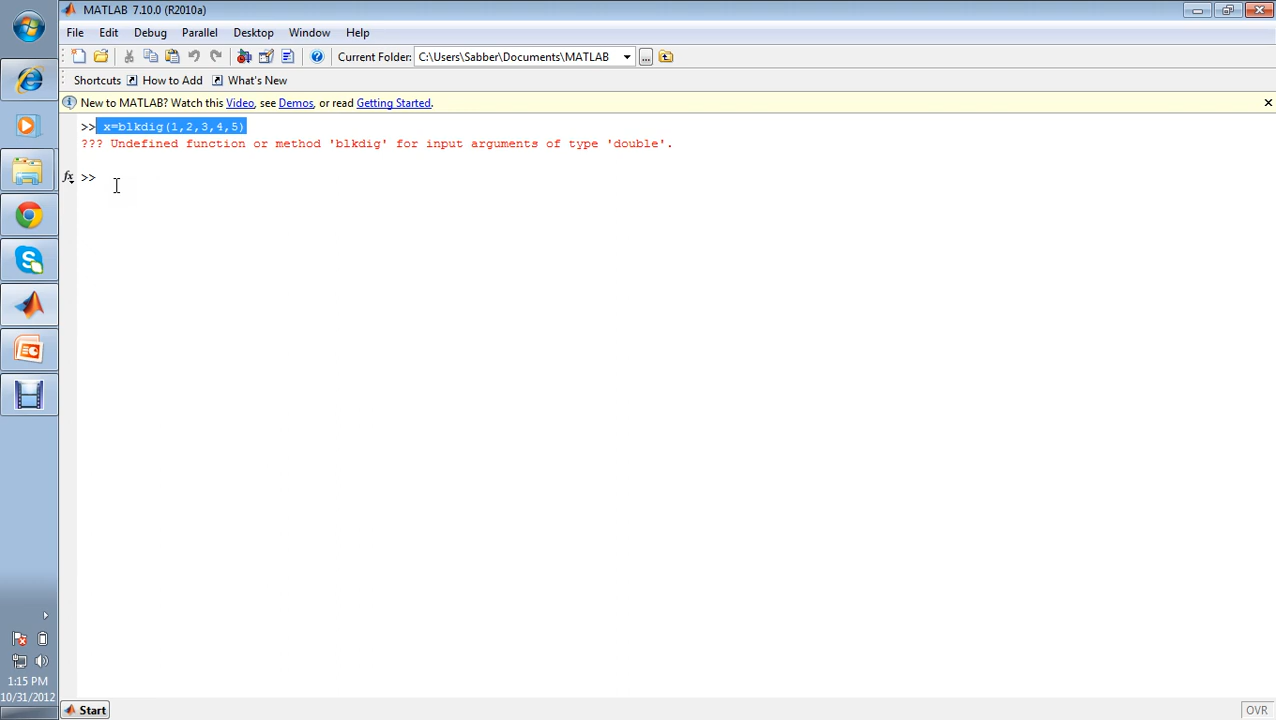 MATLAB 7.10.0 (R2010a)
File Edit Debug Parallel Desktop Window Help
Current Folder: C:\Users\Sabber\Documents\MATLAB ...
Shortcuts How to Add What's New
New to MATLAB? Watch this Video, see Demos, or read Getting Started.
>> x=blkdig(1,2,3,4,5)
??? Undefined function or method 'blkdig' for input arguments of type 'double'.
fx >>
1:15 PM
10/31/2012
Start
OVR